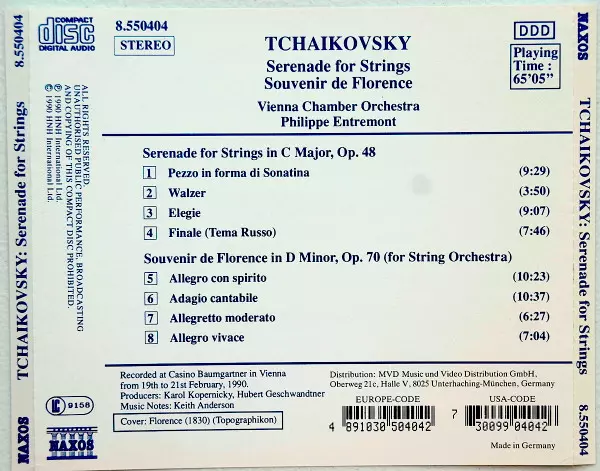 8.550404
TCHAIKOVSKY: Serenade for Strings
NAXOS
COMPACT
disc
DIGITAL AUDIO
8.550404
STEREO
TCHAIKOVSKY
Serenade for Strings
Souvenir de Florence
Vienna Chamber Orchestra
Philippe Entremont
DDD
Playing
Time :
65'05"
ALL RIGHTS RESERVED.
UNAUTHORISED PUBLIC PERFORMANCE, BROADCASTING
AND COPYING OF THIS COMPACT DISC PROHIBITED.
℗ 1990 HNH International Ltd.
© 1990 HNH International Ltd.
Serenade for Strings in C Major, Op. 48
1 Pezzo in forma di Sonatina (9:29)
2 Walzer (3:50)
3 Elegie (9:07)
4 Finale (Tema Russo) (7:46)
Souvenir de Florence in D Minor, Op. 70 (for String Orchestra)
5 Allegro con spirito (10:23)
6 Adagio cantabile (10:37)
7 Allegretto moderato (6:27)
8 Allegro vivace (7:04)
LC 9158
NAXOS
Recorded at Casino Baumgartner in Vienna
from 19th to 21st February, 1990.
Producers: Karol Kopernicky, Hubert Geschwandtner
Music Notes: Keith Anderson
Cover: Florence (1830) (Topographikon)
Distribution: MVD Music und Video Distribution GmbH,
Oberweg 21c, Halle V, 8025 Unterhaching-München, Germany
EUROPE-CODE
4 891030 504042
USA-CODE
7 30099 04042
Made in Germany
NAXOS
TCHAIKOVSKY: Serenade for Strings
8.550404